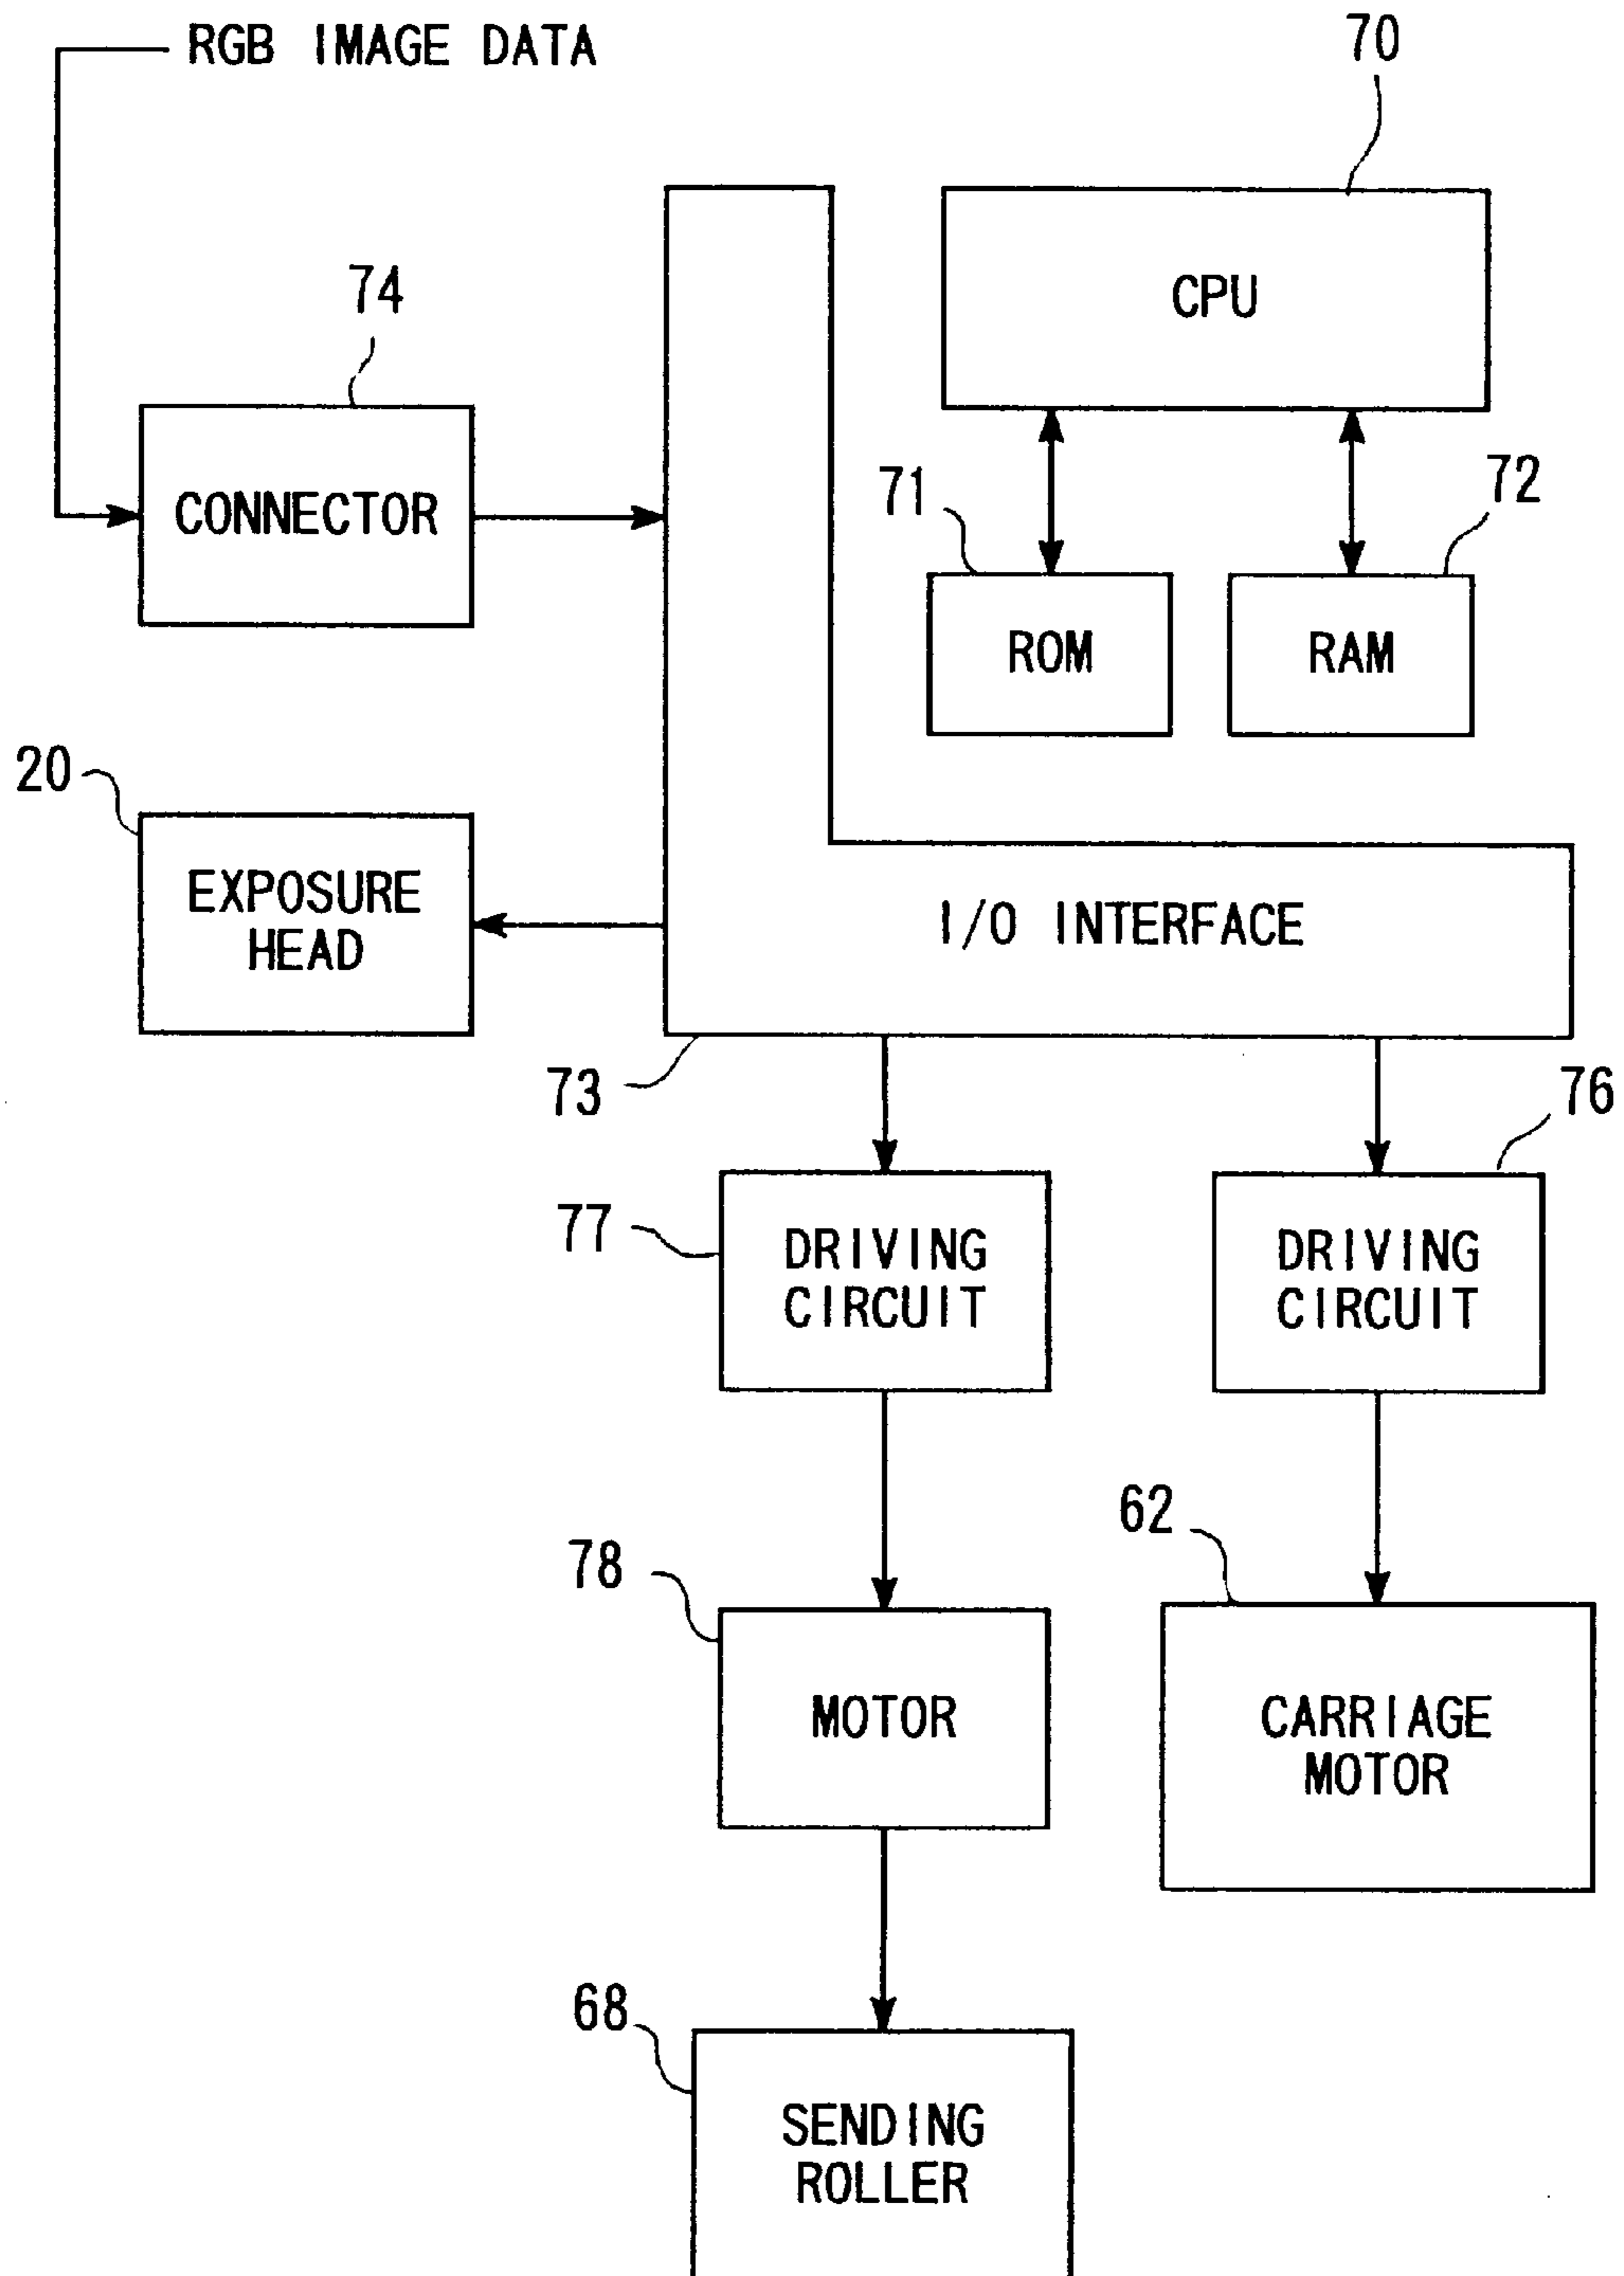 RGB IMAGE DATA
70
CPU
74
CONNECTOR
71
72
ROM
RAM
20
EXPOSURE
HEAD
I/O INTERFACE
73
76
77
DRIVING
CIRCUIT
DRIVING
CIRCUIT
62
78
MOTOR
CARRIAGE
MOTOR
68
SENDING
ROLLER